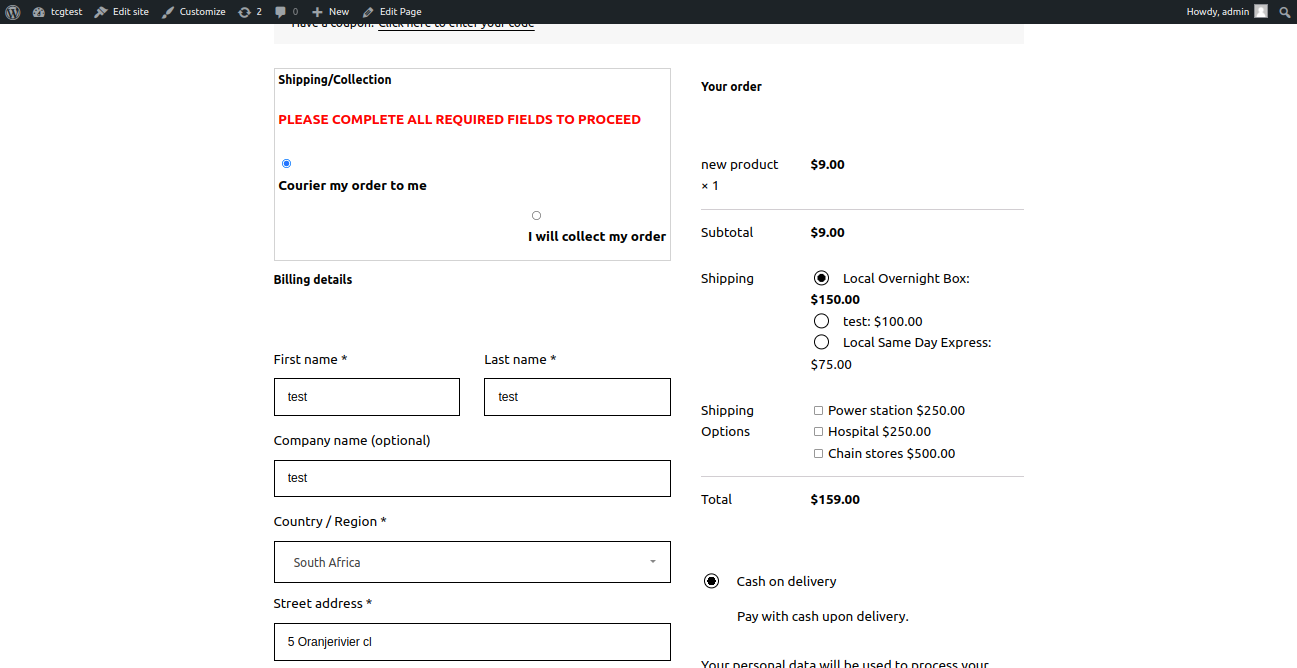 tcgtest Edit site Customize 2 0 New Edit Page Howdy, admin
Have a coupon? Click here to enter your code
Shipping/Collection
PLEASE COMPLETE ALL REQUIRED FIELDS TO PROCEED
Courier my order to me
I will collect my order
Billing details
First name *
Last name *
test
test
Company name (optional)
test
Country / Region *
South Africa
Street address *
5 Oranjerivier cl
Your order
new product $9.00
× 1
Subtotal $9.00
Shipping Local Overnight Box:
$150.00
test: $100.00
Local Same Day Express:
$75.00
Shipping Power station $250.00
Options Hospital $250.00
Chain stores $500.00
Total $159.00
Cash on delivery
Pay with cash upon delivery.
Your personal data will be used to process your